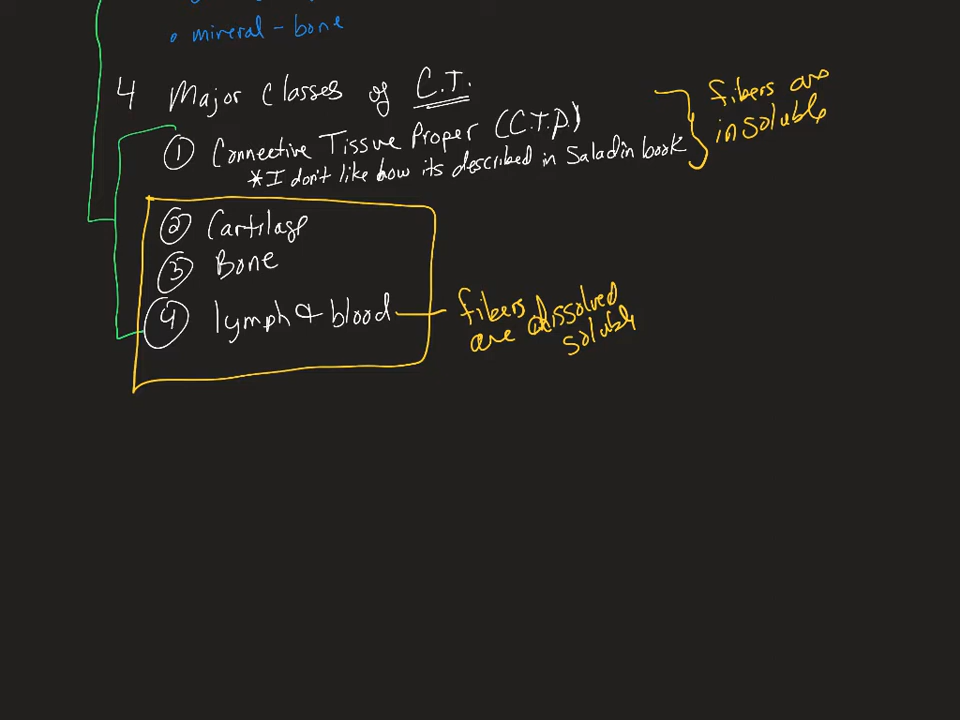 • mineral - bone
4 Major Classes of C.T.
① Connective Tissue Proper (C.T.P)
* I don't like how its described in Saladin book
fibers are
insoluble
② Cartilage
③ Bone
④ lymph & blood
fibers
are dissolved
soluble